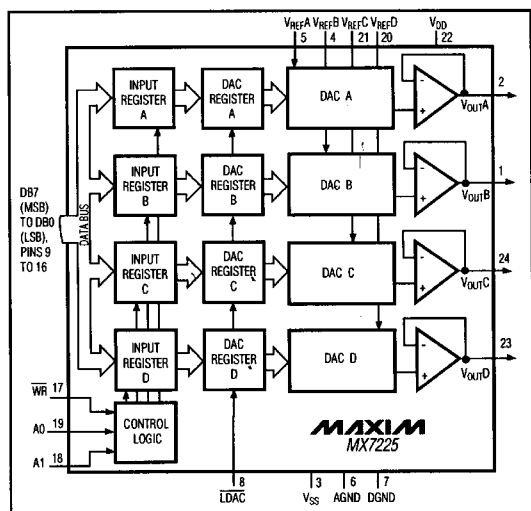 VREFA VREFB VREFC VREFD VDD
5 4 21 20 22
INPUT REGISTER A
DAC REGISTER A
DAC A
- +
VOUTA
2
INPUT REGISTER B
DAC REGISTER B
DAC B
- +
VOUTB
1
DB7 (MSB) TO DB0 (LSB), PINS 9 TO 16
DATA BUS
INPUT REGISTER C
DAC REGISTER C
DAC C
- +
VOUTC
24
INPUT REGISTER D
DAC REGISTER D
DAC D
- +
VOUTD
23
WR 17
A0 19
A1 18
CONTROL LOGIC
MAXIM
MX7225
8
LDAC
3 6 7
VSS AGND DGND